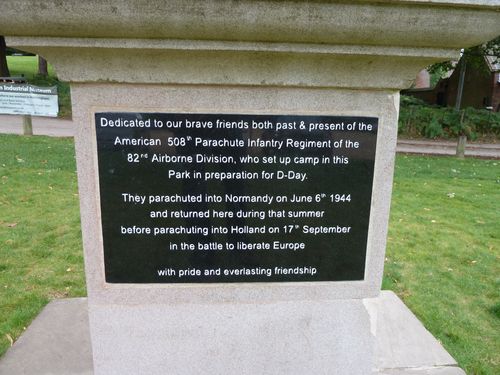 Industrial Museum
Dedicated to our brave friends both past & present of the
American 508th Parachute Infantry Regiment of the
82nd Airborne Division, who set up camp in this
Park in preparation for D-Day.
They parachuted into Normandy on June 6th 1944
and returned here during that summer
before parachuting into Holland on 17th September
in the battle to liberate Europe
with pride and everlasting friendship